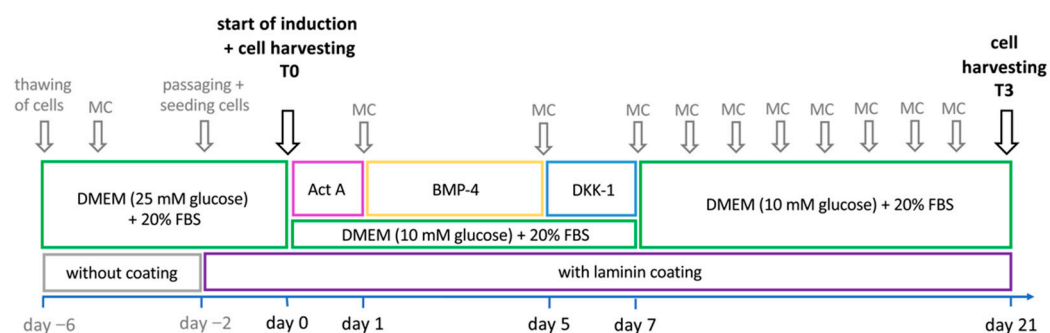 start of induction
+ cell harvesting
T0
cell
harvesting
T3
thawing
of cells
MC
passaging +
seeding cells
MC
MC
MC
MC
MC
MC
MC
MC
MC
MC
DMEM (25 mM glucose)
+ 20% FBS
Act A
BMP-4
DKK-1
DMEM (10 mM glucose) + 20% FBS
DMEM (10 mM glucose) + 20% FBS
without coating
with laminin coating
day −6
day −2
day 0
day 1
day 5
day 7
day 21